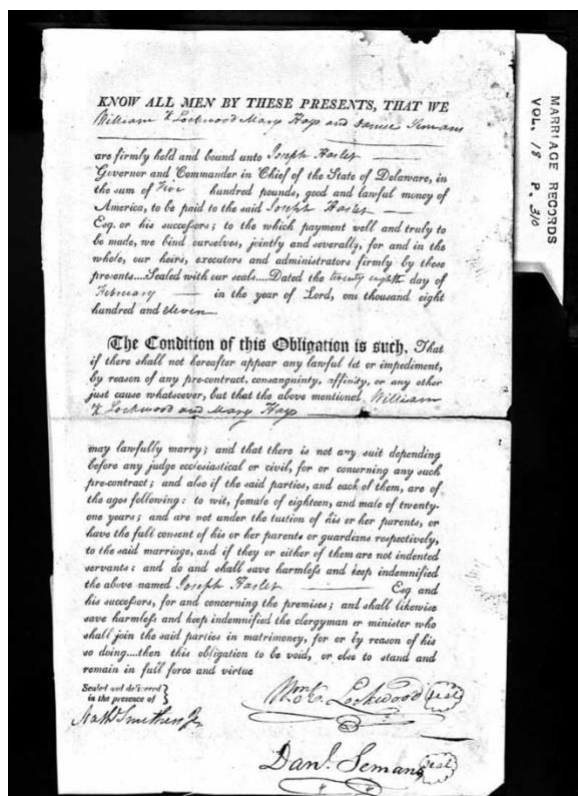 KNOW ALL MEN BY THESE PRESENTS, THAT WE
William K Lockwood Mary Hays and Daniel Semans
are firmly held and bound unto Joseph Haslet
Governor and Commander in Chief of the State of Delaware, in
the sum of Five hundred pounds, good and lawful money of
America, to be paid to the said Joseph Haslet
Esq. or his succeſſors; to the which payment well and truly to
be made, we bind ourselves, jointly and severally, for and in the
whole, our heirs, executors and administrators firmly by these
presents....Sealed with our seals....Dated the twenty eighth day of
February in the year of Lord, one thousand eight
hundred and eleven
The Condition of this Obligation is such, That
if there shall not hereafter appear any lawful let or impediment,
by reason of any pre-contract, consanguinty, affinity, or any other
just cause whatsoever, but that the above mentioned William
K Lockwood and Mary Hays
may lawfully marry; and that there is not any suit depending
before any judge ecclesiastical or civil, for or concerning any such
pre-contract; and also if the said parties, and each of them, are of
the ages following: to wit, female of eighteen, and male of twenty-
one years; and are not under the tuition of his or her parents, or
have the full consent of his or her parents or guardians respectively,
to the said marriage, and if they or either of them are not indented
servants: and do and shall save harmleſs and keep indemnified
the above named Joseph Haslet Esq and
his succeſſors, for and concerning the premises; and shall likewise
save harmleſs and keep indemnified the clergyman or minister who
shall join the said parties in matrimony, for or by reason of his
so doing....then this obligation to be void, or else to stand and
remain in full force and virtue
Sealed and delivered
in the presence of
Lockwood seal
Danl. Semans seal
MARRIAGE RECORDS
VOL. 18 P. 310